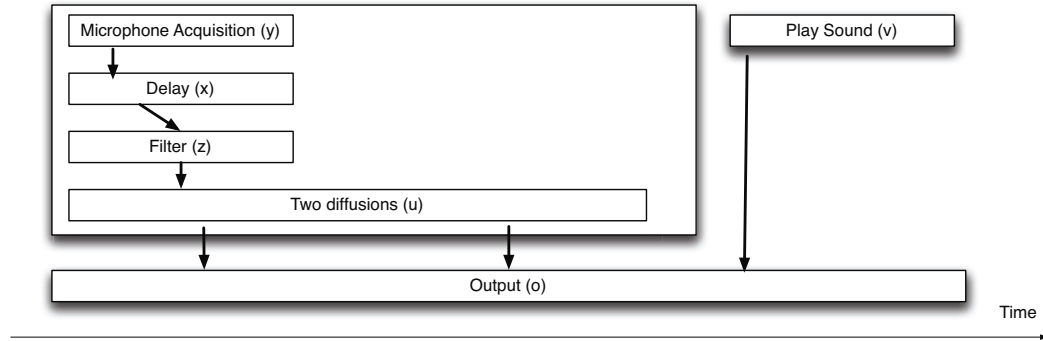 Microphone Acquisition (y)
Play Sound (v)
Delay (x)
Filter (z)
Two diffusions (u)
Output (o)
Time